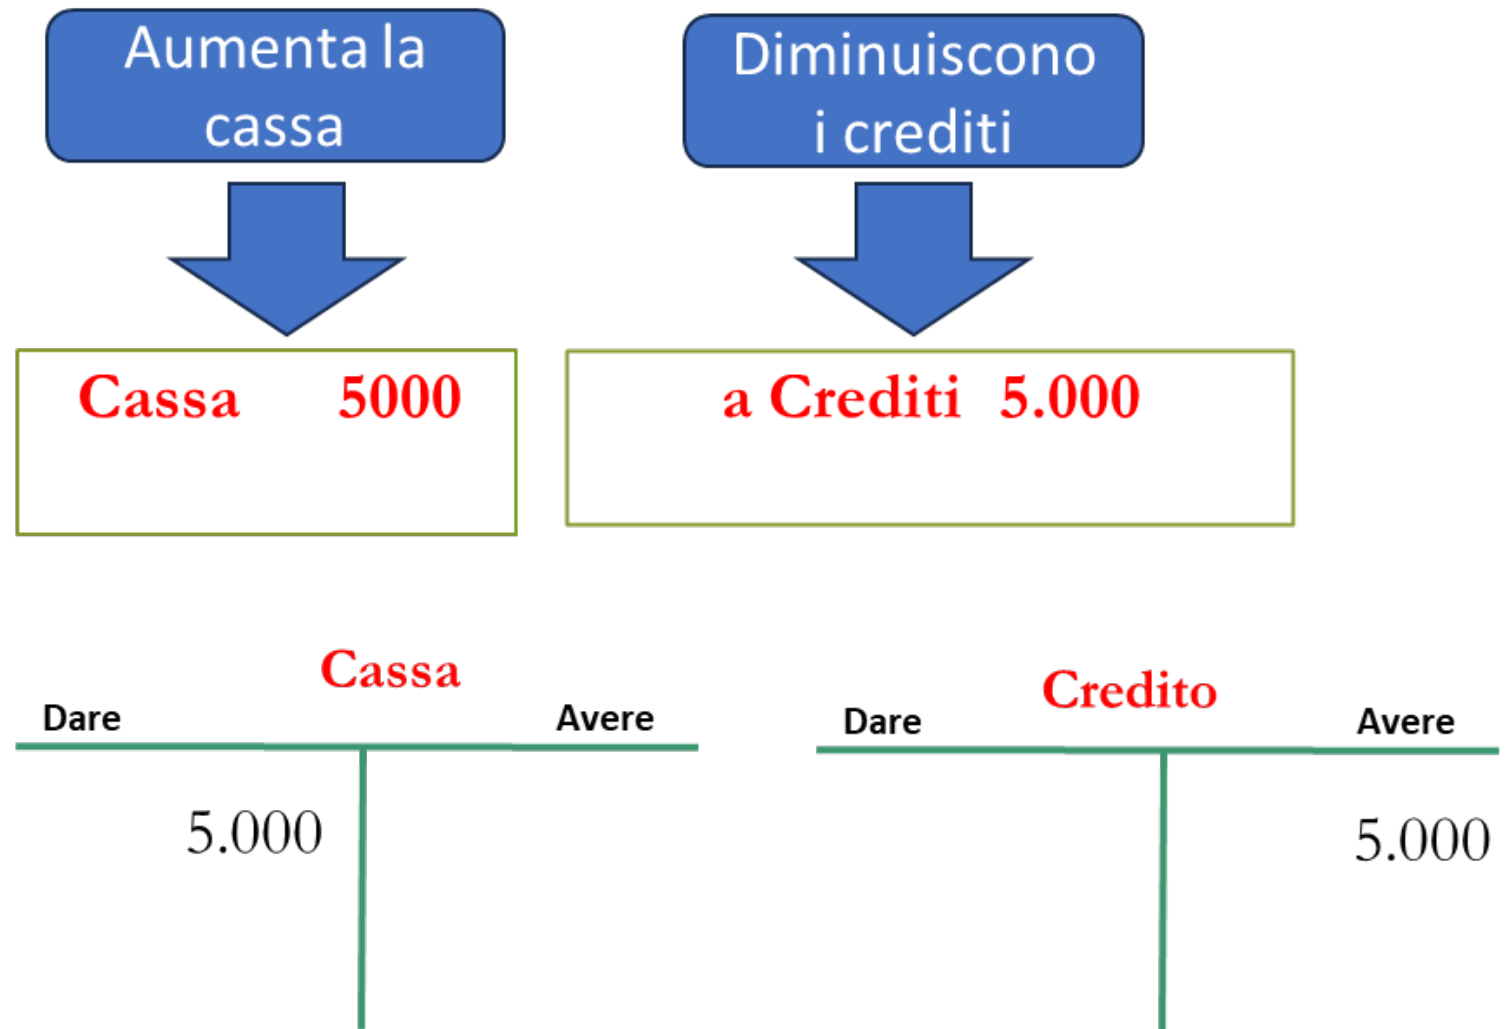 Aumenta la
cassa
Diminuiscono
i crediti
Cassa 5000
a Crediti 5.000
Cassa
Dare Avere
5.000
Credito
Dare Avere
5.000